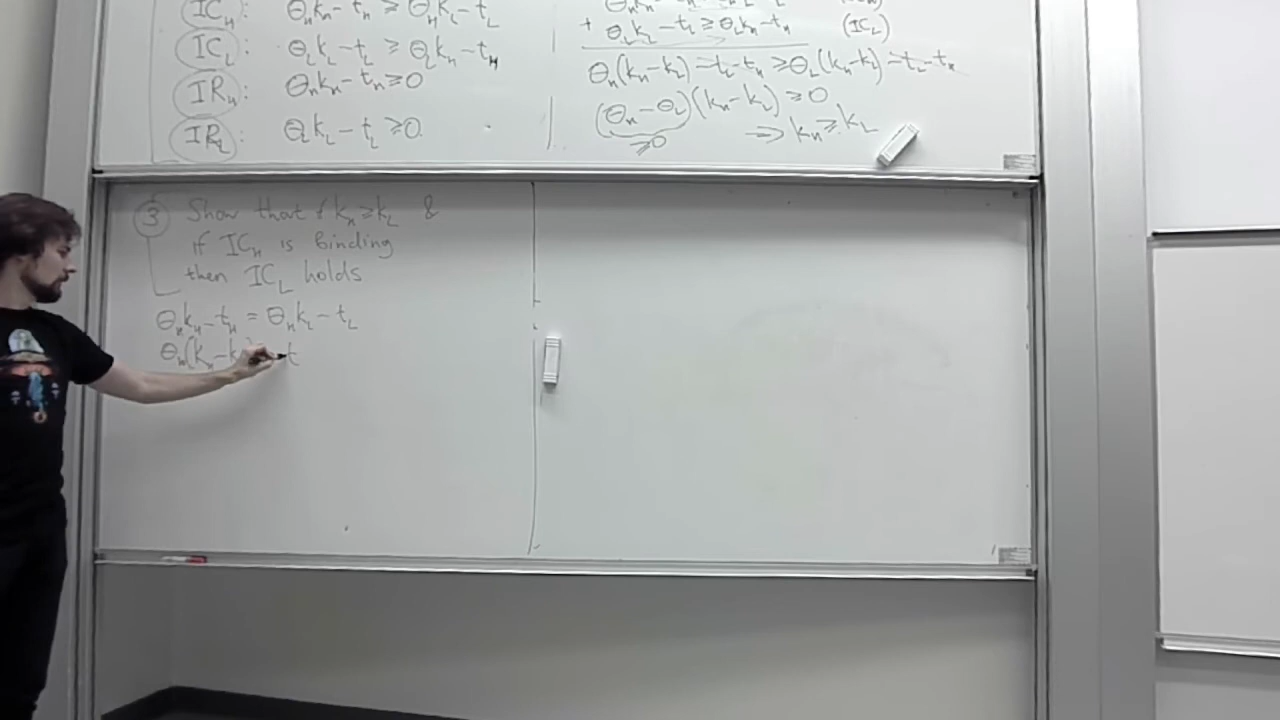 IC_H: θ_H k_H - t_H ≥ θ_H k_L - t_L
IC_L: θ_L k_L - t_L ≥ θ_L k_H - t_H
IR_H: θ_H k_H - t_H ≥ 0
IR_L: θ_L k_L - t_L ≥ 0.
+ θ_L k_L - t_L ≥ θ_L k_H - t_H (IC_L)
θ_H(k_H - k_L) - t_L - t_H ≥ θ_L(k_H - k_L) - t_L - t_H
(θ_H - θ_L)(k_H - k_L) ≥ 0
≥0 ⇒ k_H ≥ k_L
③ Show that if k_H ≥ k_L &
if IC_H is binding
then IC_L holds
θ_H k_H - t_H = θ_H k_L - t_L
θ_H(k_H - k t